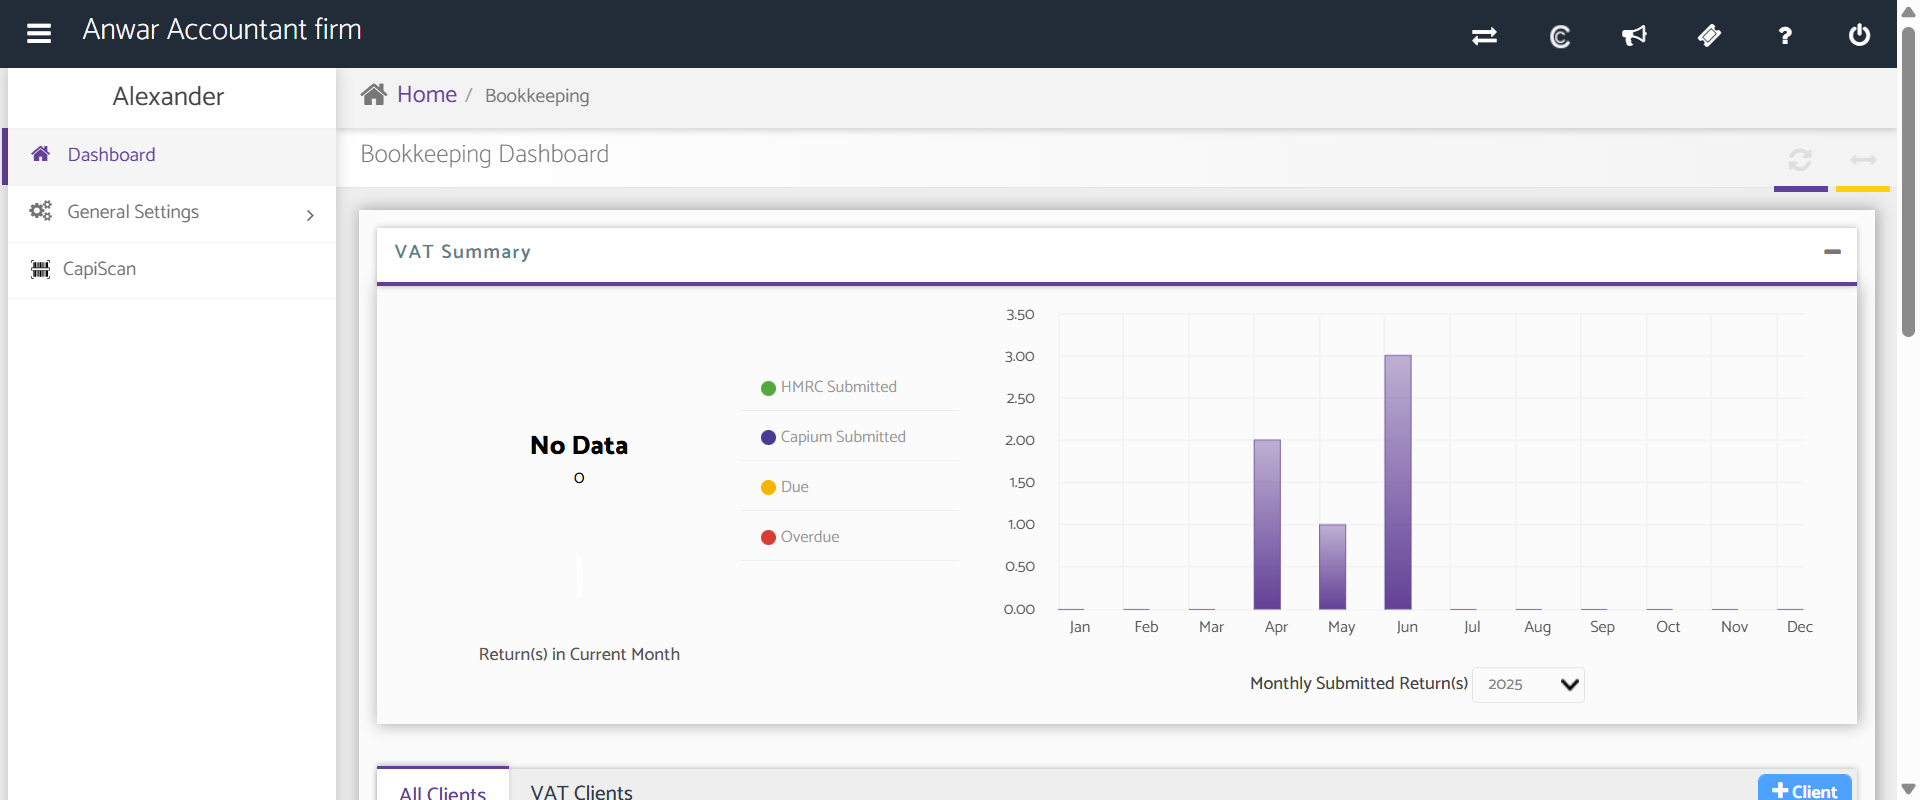 Anwar Accountant firm
?
Alexander
Dashboard
General Settings
CapiScan
Home / Bookkeeping
Bookkeeping Dashboard
VAT Summary
No Data
0
Return(s) in Current Month
HMRC Submitted
Capium Submitted
Due
Overdue
3.50
3.00
2.50
2.00
1.50
1.00
0.50
0.00
Jan Feb Mar Apr May Jun Jul Aug Sep Oct Nov Dec
Monthly Submitted Return(s) 2025
All Clients VAT Clients
Client